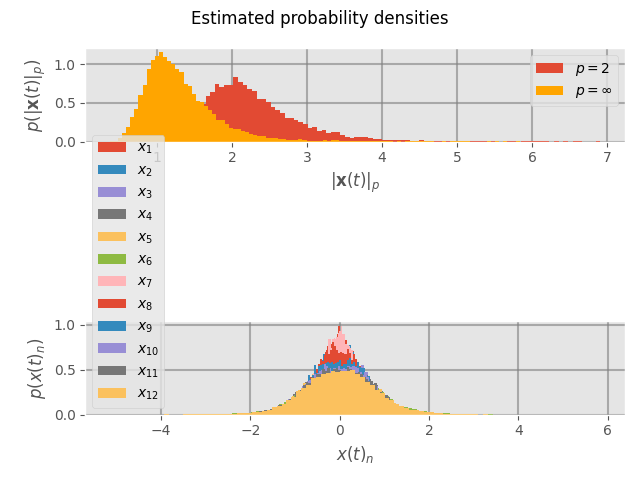 Estimated probability densities
p(|𝐱(t)|ₚ)
1.0
0.5
0.0
p = 2
p = ∞
1 2 3 4 5 6 7
|𝐱(t)|ₚ
x₁
x₂
x₃
x₄
x₅
x₆
x₇
x₈
x₉
x₁₀
x₁₁
x₁₂
p(x(t)ₙ)
1.0
0.5
0.0
−4 −2 0 2 4 6
x(t)ₙ